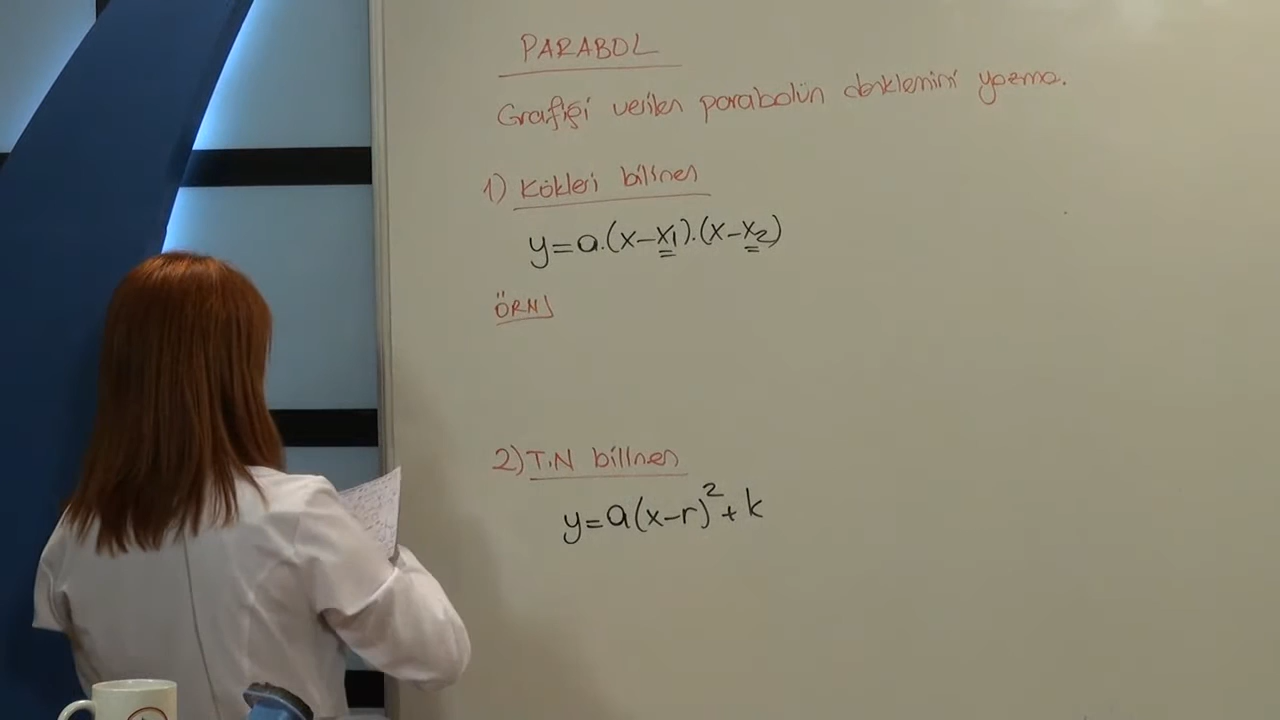 PARABOL
Grafiği verilen parabolün denklemini yazma.
1) Kökleri bilinen
y=a.(x-x₁).(x-x₂)
ÖRN
2) T.N bilinen
y=a(x-r)²+k